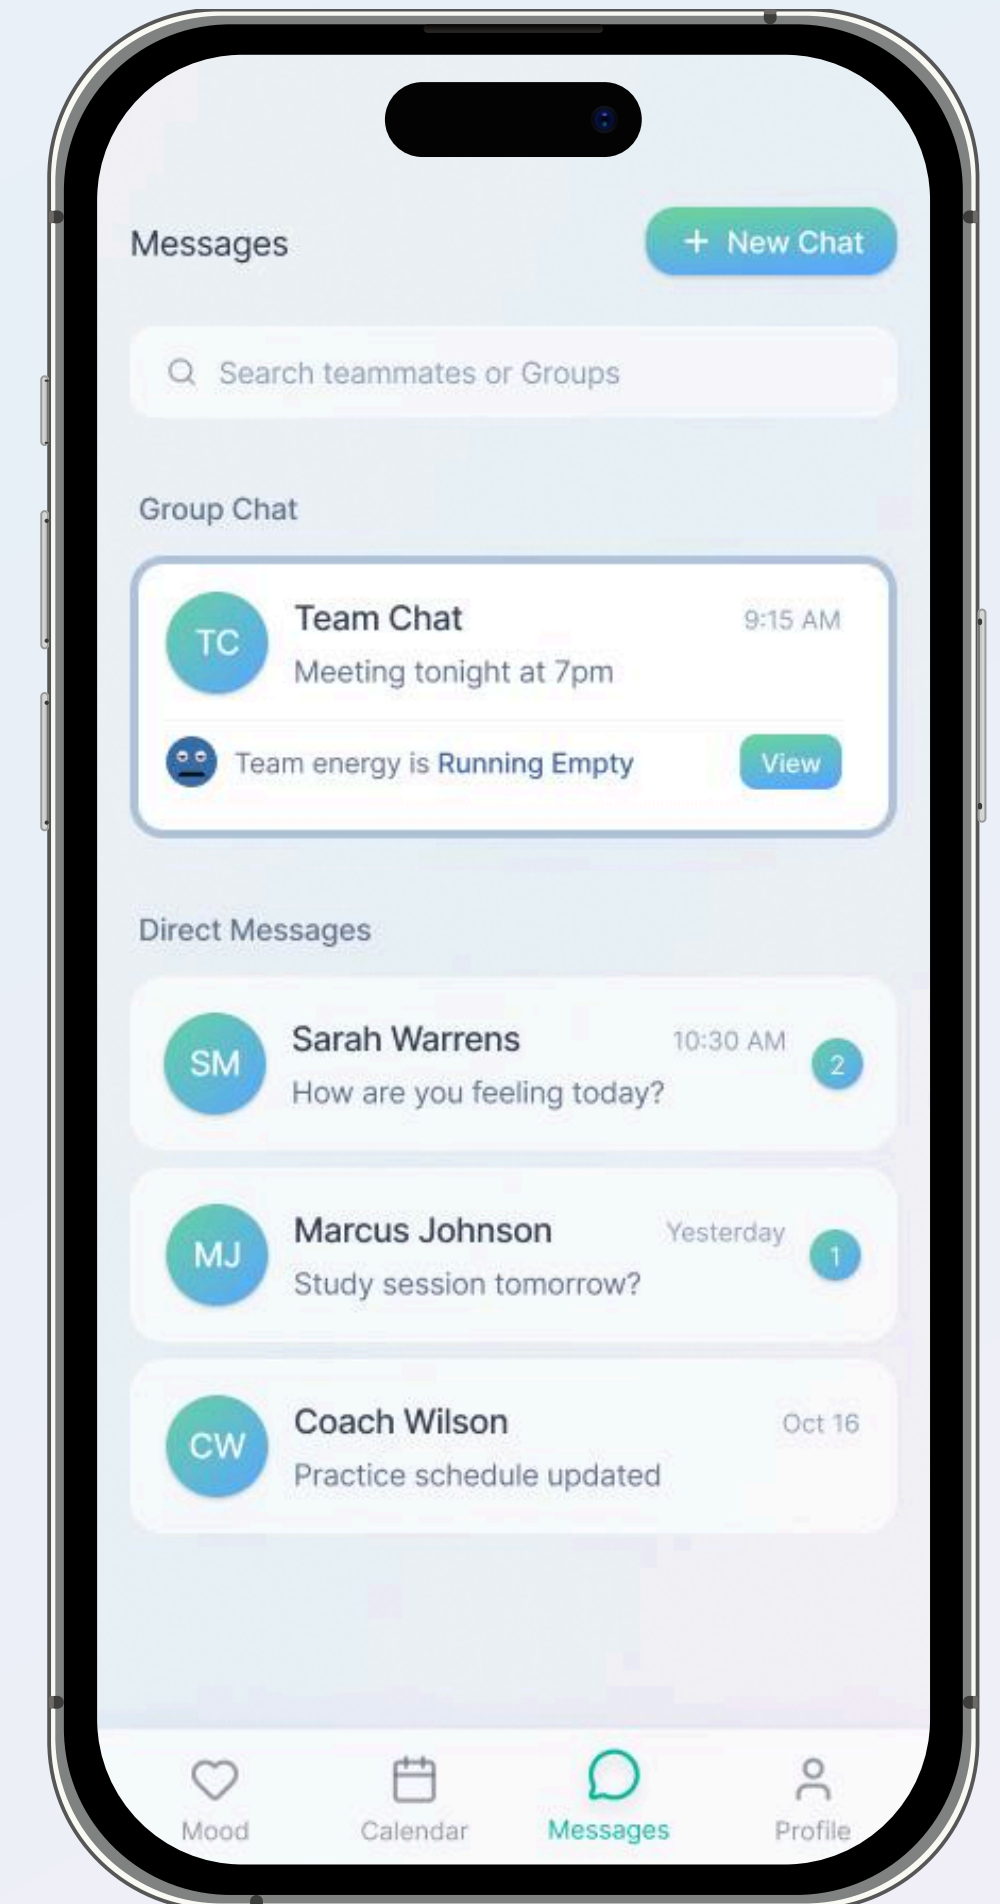 Messages
+ New Chat
Search teammates or Groups
Group Chat
TC
Team Chat
9:15 AM
Meeting tonight at 7pm
Team energy is Running Empty
View
Direct Messages
SM
Sarah Warrens
10:30 AM
2
How are you feeling today?
MJ
Marcus Johnson
Yesterday
1
Study session tomorrow?
CW
Coach Wilson
Oct 16
Practice schedule updated
Mood
Calendar
Messages
Profile